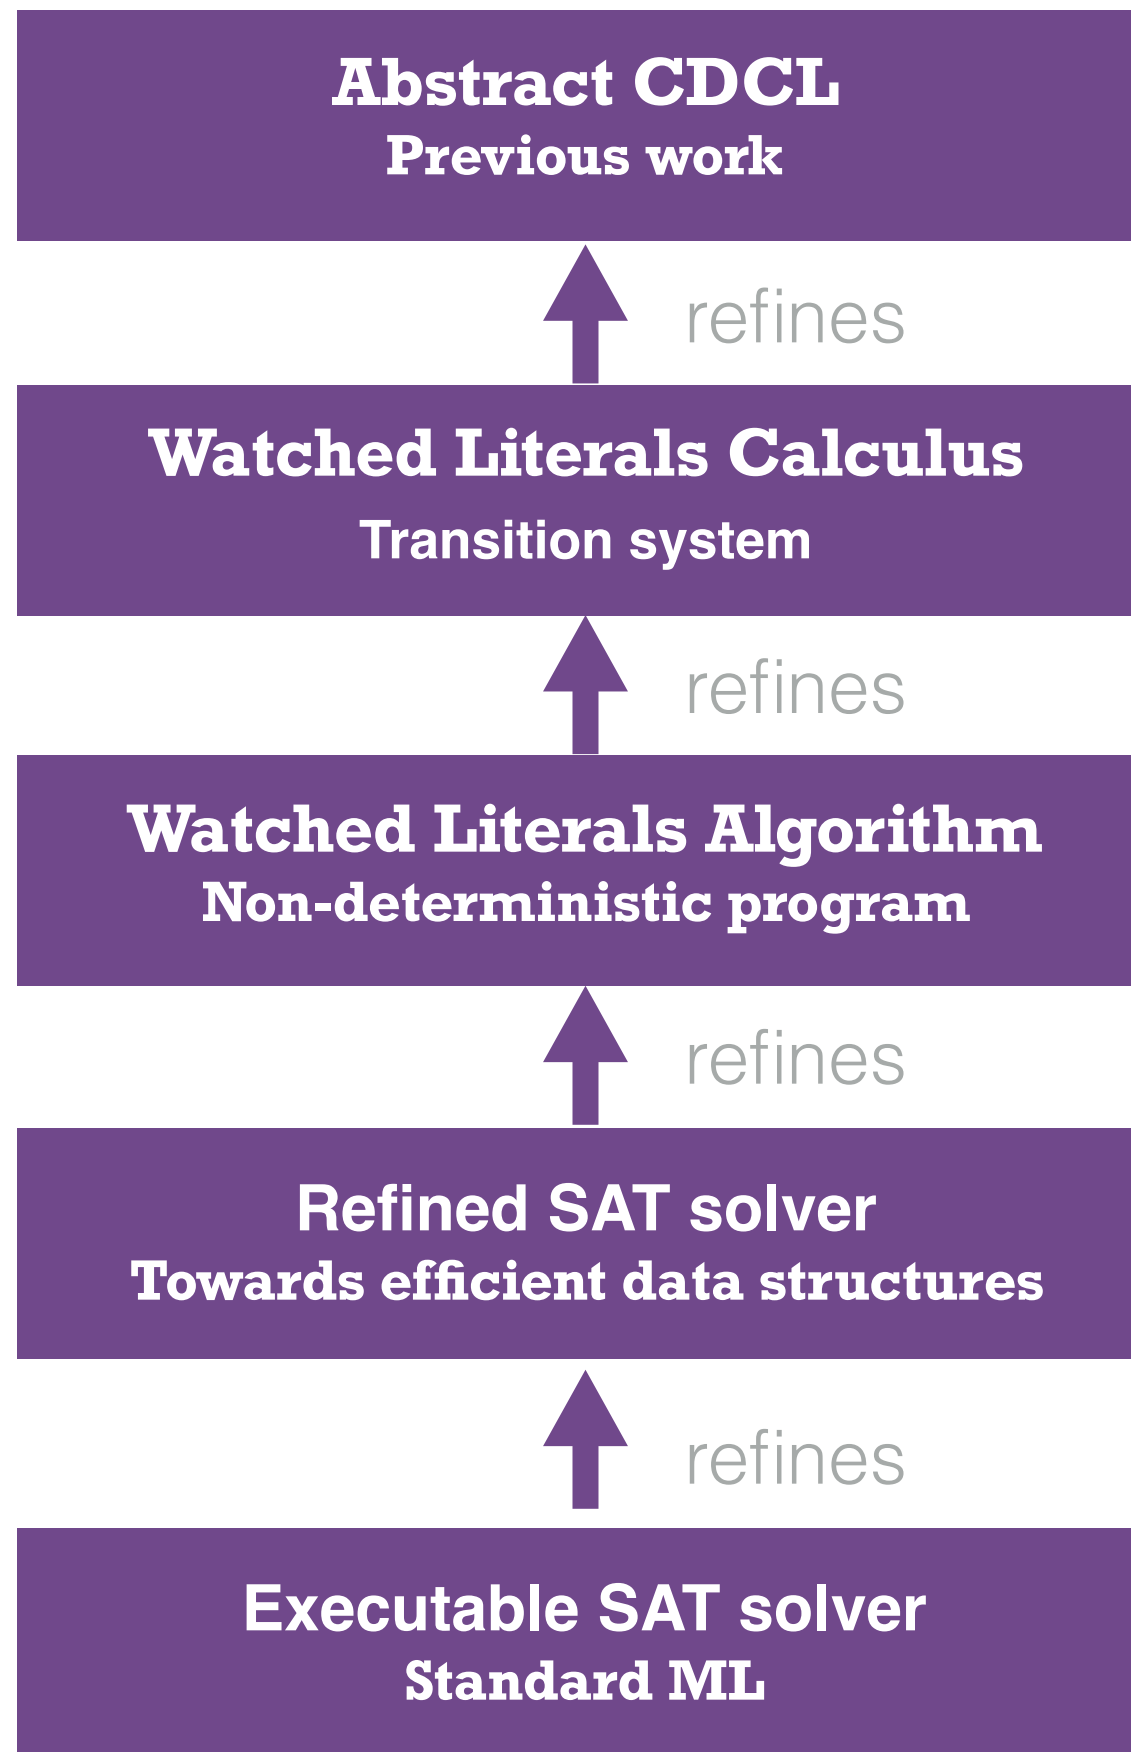 Abstract CDCL
Previous work
refines
Watched Literals Calculus
Transition system
refines
Watched Literals Algorithm
Non-deterministic program
refines
Refined SAT solver
Towards efficient data structures
refines
Executable SAT solver
Standard ML